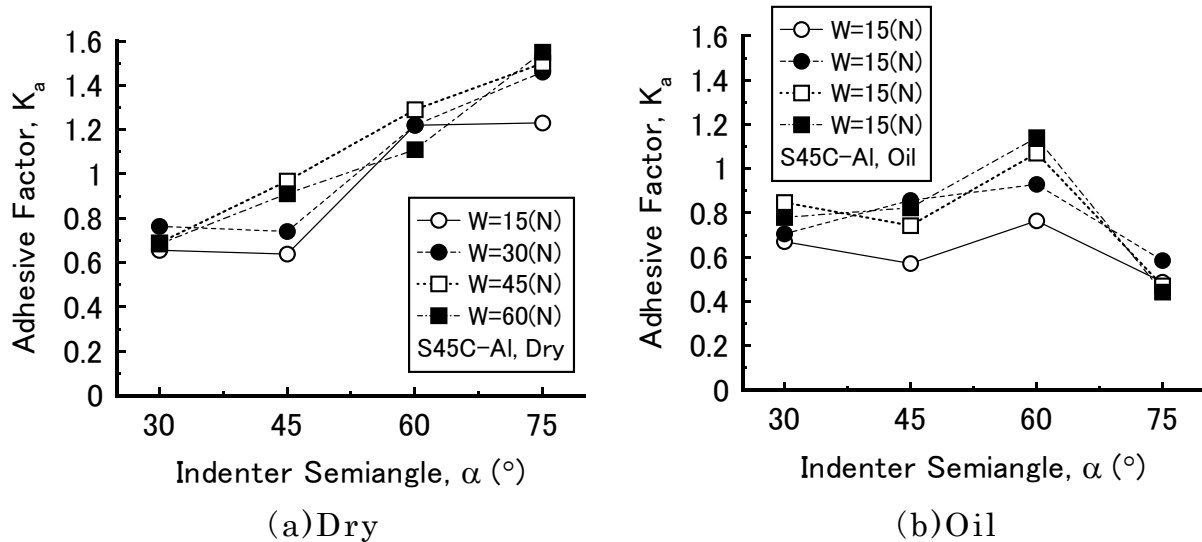 Adhesive Factor, Kₐ
1.6
1.4
1.2
1
0.8
0.6
0.4
0.2
0
W=15(N)
W=30(N)
W=45(N)
W=60(N)
S45C-Al, Dry
30 45 60 75
Indenter Semiangle, α (°)
(a)Dry
Adhesive Factor, Kₐ
1.6
1.4
1.2
1
0.8
0.6
0.4
0.2
0
W=15(N)
W=15(N)
W=15(N)
W=15(N)
S45C-Al, Oil
30 45 60 75
Indenter Semiangle, α (°)
(b)Oil